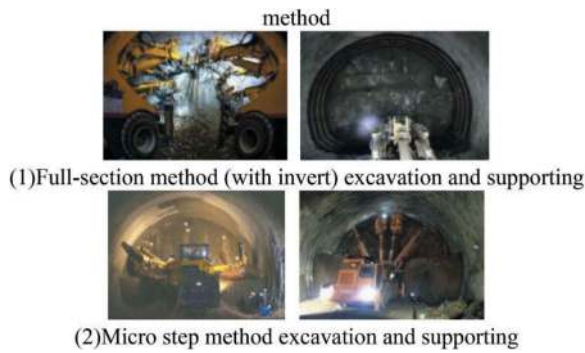 method
(1)Full-section method (with invert) excavation and supporting
(2)Micro step method excavation and supporting